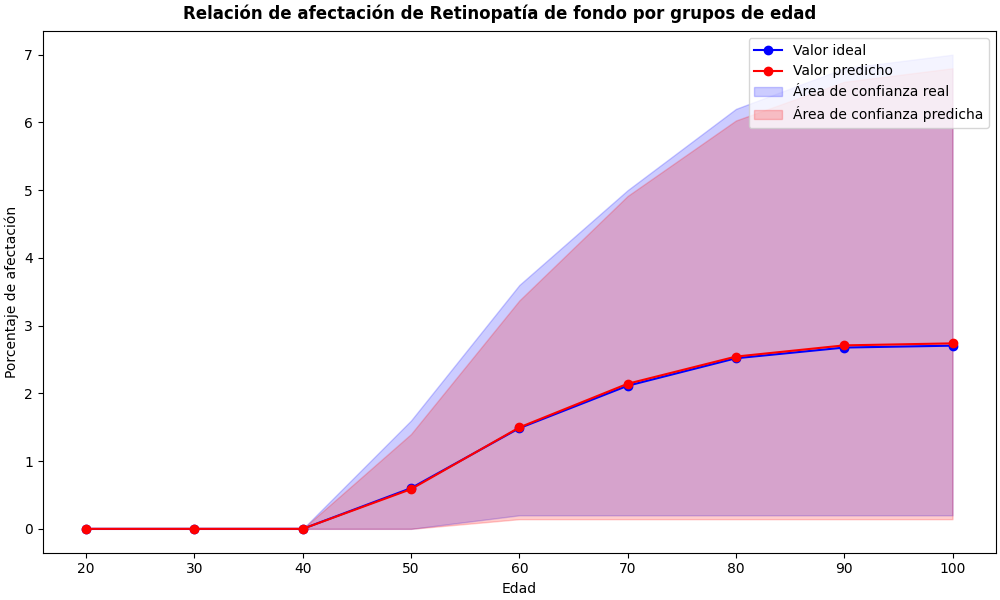 Relación de afectación de Retinopatía de fondo por grupos de edad
Valor ideal
Valor predicho
Área de confianza real
Área de confianza predicha
Porcentaje de afectación
7
6
5
4
3
2
1
0
20 30 40 50 60 70 80 90 100
Edad